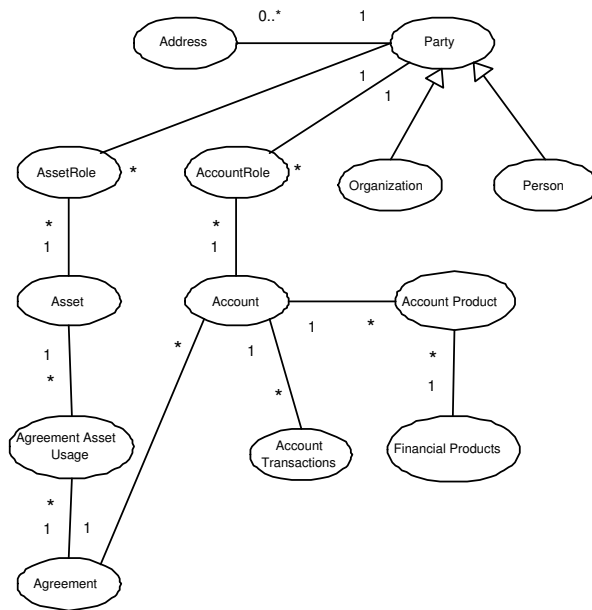 0..*
1
Address
Party
1
1
AssetRole
*
AccountRole
*
Organization
Person
*
1
*
1
Asset
Account
Account Product
1
*
1
*
*
1
*
*
1
Agreement Asset
Usage
Account
Transactions
Financial Products
*
1
1
Agreement